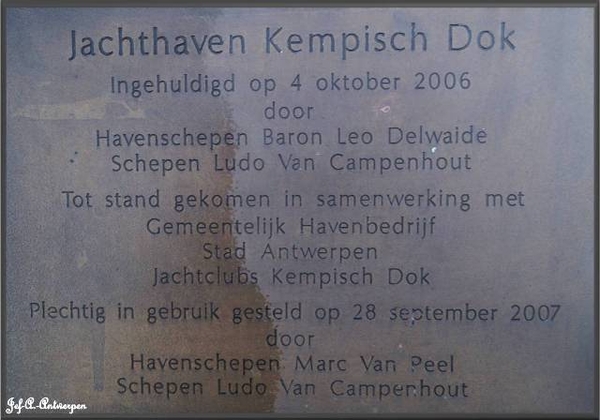 Jachthaven Kempisch Dok
Ingehuldigd op 4 oktober 2006
door
Havenschepen Baron Leo Delwaide
Schepen Ludo Van Campenhout
Tot stand gekomen in samenwerking met
Gemeentelijk Havenbedrijf
Stad Antwerpen
Jachtclubs Kempisch Dok
Plechtig in gebruik gesteld op 28 september 2007
door
Havenschepen Marc Van Peel
Schepen Ludo Van Campenhout
Jef-A.-Antwerpen